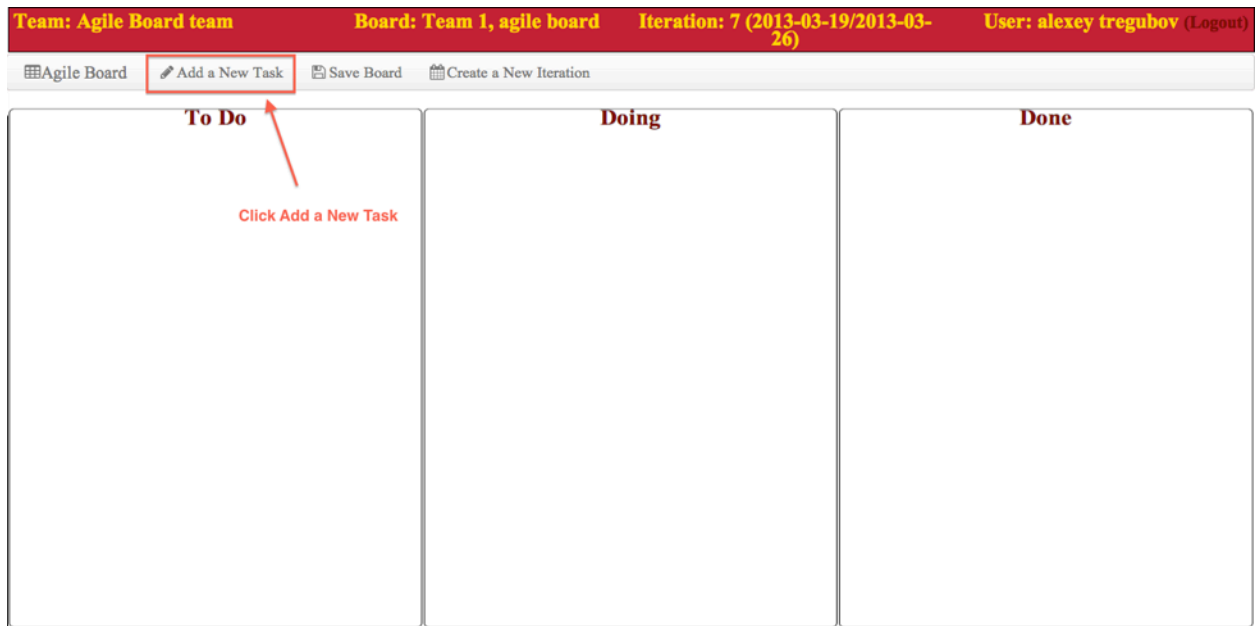 Team: Agile Board team Board: Team 1, agile board Iteration: 7 (2013-03-19/2013-03-
26) User: alexey tregubov (Logout)
Agile Board Add a New Task Save Board Create a New Iteration
To Do Doing Done
Click Add a New Task